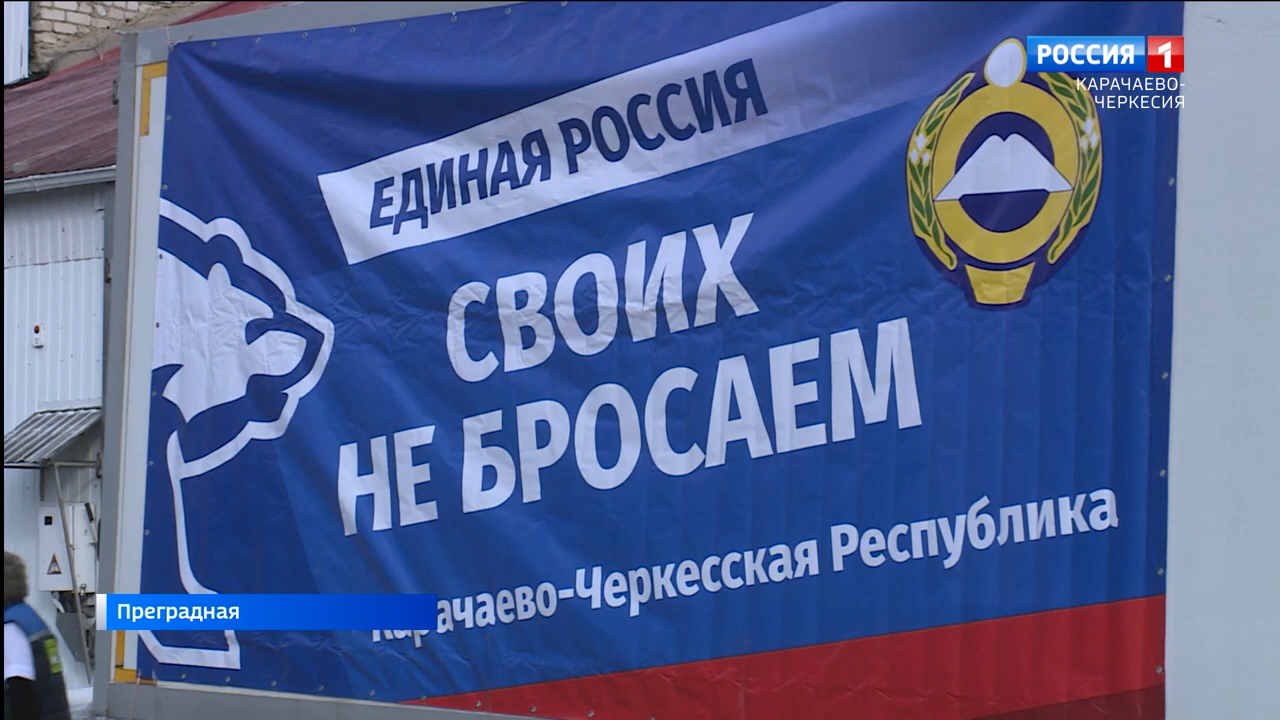 РОССИЯ 1
КАРАЧАЕВО-
ЧЕРКЕСИЯ
ЕДИНАЯ РОССИЯ
СВОИХ
НЕ БРОСАЕМ
Карачаево-Черкесская Республика
Преградная